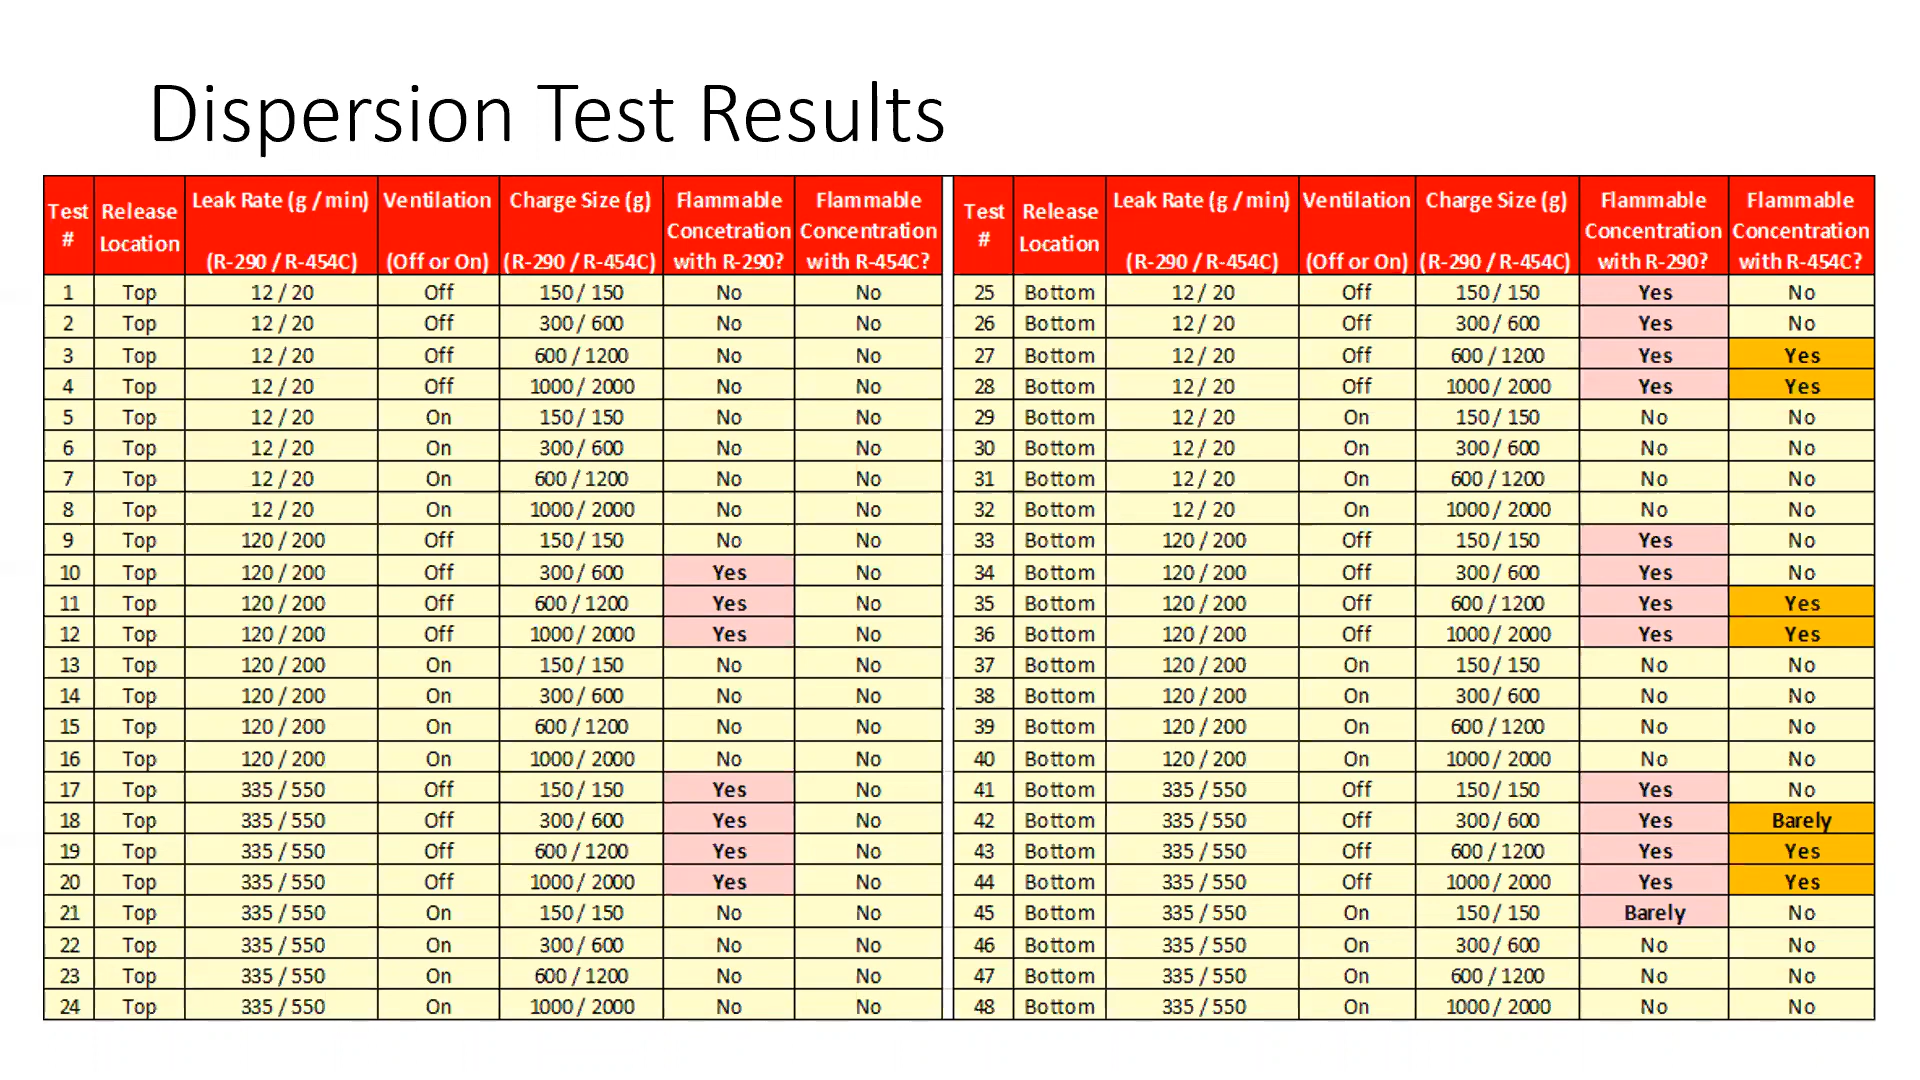 Dispersion Test Results
Test # Release Location Leak Rate (g / min) (R-290 / R-454C) Ventilation (Off or On) Charge Size (g) (R-290 / R-454C) Flammable Concetration with R-290? Flammable Concentration with R-454C?
1 Top 12 / 20 Off 150 / 150 No No
2 Top 12 / 20 Off 300 / 600 No No
3 Top 12 / 20 Off 600 / 1200 No No
4 Top 12 / 20 Off 1000 / 2000 No No
5 Top 12 / 20 On 150 / 150 No No
6 Top 12 / 20 On 300 / 600 No No
7 Top 12 / 20 On 600 / 1200 No No
8 Top 12 / 20 On 1000 / 2000 No No
9 Top 120 / 200 Off 150 / 150 No No
10 Top 120 / 200 Off 300 / 600 Yes No
11 Top 120 / 200 Off 600 / 1200 Yes No
12 Top 120 / 200 Off 1000 / 2000 Yes No
13 Top 120 / 200 On 150 / 150 No No
14 Top 120 / 200 On 300 / 600 No No
15 Top 120 / 200 On 600 / 1200 No No
16 Top 120 / 200 On 1000 / 2000 No No
17 Top 335 / 550 Off 150 / 150 Yes No
18 Top 335 / 550 Off 300 / 600 Yes No
19 Top 335 / 550 Off 600 / 1200 Yes No
20 Top 335 / 550 Off 1000 / 2000 Yes No
21 Top 335 / 550 On 150 / 150 No No
22 Top 335 / 550 On 300 / 600 No No
23 Top 335 / 550 On 600 / 1200 No No
24 Top 335 / 550 On 1000 / 2000 No No
Test # Release Location Leak Rate (g / min) (R-290 / R-454C) Ventilation (Off or On) Charge Size (g) (R-290 / R-454C) Flammable Concentration with R-290? Flammable Concentration with R-454C?
25 Bottom 12 / 20 Off 150 / 150 Yes No
26 Bottom 12 / 20 Off 300 / 600 Yes No
27 Bottom 12 / 20 Off 600 / 1200 Yes Yes
28 Bottom 12 / 20 Off 1000 / 2000 Yes Yes
29 Bottom 12 / 20 On 150 / 150 No No
30 Bottom 12 / 20 On 300 / 600 No No
31 Bottom 12 / 20 On 600 / 1200 No No
32 Bottom 12 / 20 On 1000 / 2000 No No
33 Bottom 120 / 200 Off 150 / 150 Yes No
34 Bottom 120 / 200 Off 300 / 600 Yes No
35 Bottom 120 / 200 Off 600 / 1200 Yes Yes
36 Bottom 120 / 200 Off 1000 / 2000 Yes Yes
37 Bottom 120 / 200 On 150 / 150 No No
38 Bottom 120 / 200 On 300 / 600 No No
39 Bottom 120 / 200 On 600 / 1200 No No
40 Bottom 120 / 200 On 1000 / 2000 No No
41 Bottom 335 / 550 Off 150 / 150 Yes No
42 Bottom 335 / 550 Off 300 / 600 Yes Barely
43 Bottom 335 / 550 Off 600 / 1200 Yes Yes
44 Bottom 335 / 550 Off 1000 / 2000 Yes Yes
45 Bottom 335 / 550 On 150 / 150 Barely No
46 Bottom 335 / 550 On 300 / 600 No No
47 Bottom 335 / 550 On 600 / 1200 No No
48 Bottom 335 / 550 On 1000 / 2000 No No